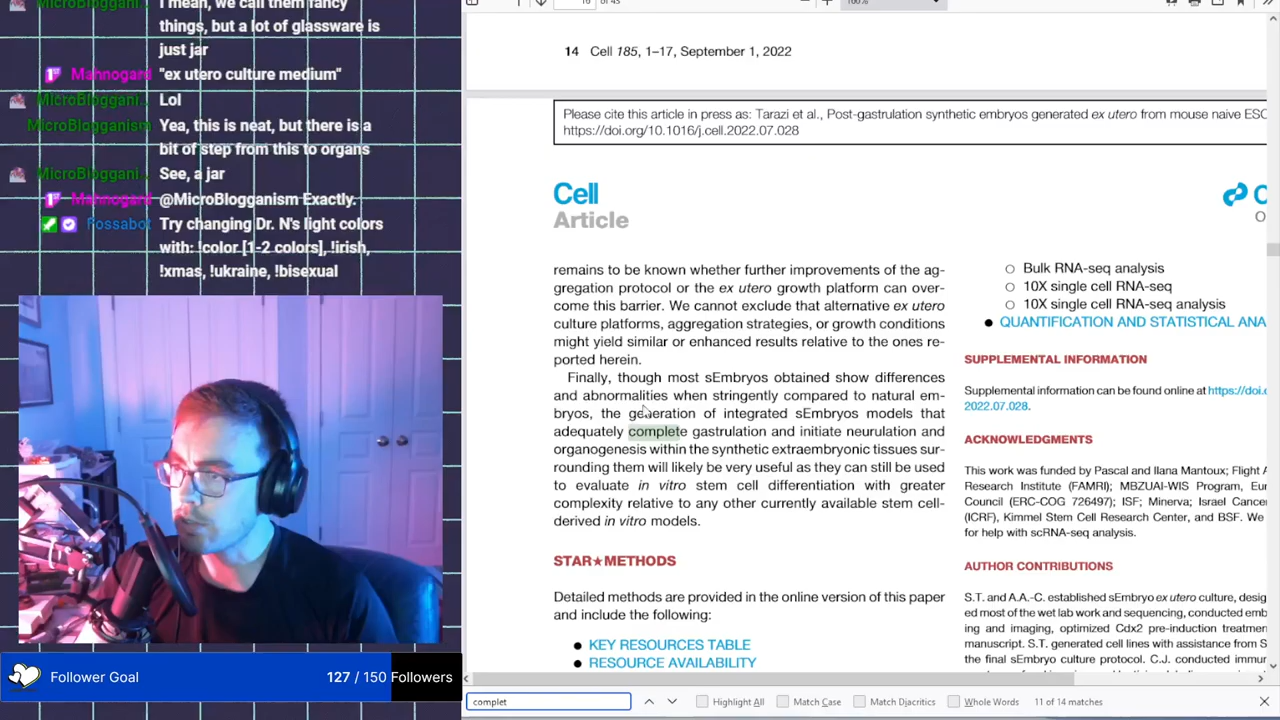 MicroBloggani... I mean, we call them fancy
things, but a lot of glassware is
just jar
Mahnogard "ex utero culture medium"
MicroBloggani... Lol
MicroBlogganism Yea, this is neat, but there is a
bit of step from this to organs
MicroBloggani... See, a jar
Mahnogard @MicroBlogganism Exactly.
Fossabot Try changing Dr. N's light colors
with: !color [1-2 colors], !irish,
!xmas, !ukraine, !bisexual
Follower Goal 127 / 150 Followers
16 of 43
160%
14 Cell 185, 1–17, September 1, 2022
Please cite this article in press as: Tarazi et al., Post-gastrulation synthetic embryos generated ex utero from mouse naive ESC
https://doi.org/10.1016/j.cell.2022.07.028
Cell
Article
remains to be known whether further improvements of the ag-
gregation protocol or the ex utero growth platform can over-
come this barrier. We cannot exclude that alternative ex utero
culture platforms, aggregation strategies, or growth conditions
might yield similar or enhanced results relative to the ones re-
ported herein.
Finally, though most sEmbryos obtained show differences
and abnormalities when stringently compared to natural em-
bryos, the generation of integrated sEmbryos models that
adequately complete gastrulation and initiate neurulation and
organogenesis within the synthetic extraembryonic tissues sur-
rounding them will likely be very useful as they can still be used
to evaluate in vitro stem cell differentiation with greater
complexity relative to any other currently available stem cell-
derived in vitro models.
STAR★METHODS
Detailed methods are provided in the online version of this paper
and include the following:
● KEY RESOURCES TABLE
● RESOURCE AVAILABILITY
○ Bulk RNA-seq analysis
○ 10X single cell RNA-seq
○ 10X single cell RNA-seq analysis
● QUANTIFICATION AND STATISTICAL ANA
SUPPLEMENTAL INFORMATION
Supplemental information can be found online at https://doi.
2022.07.028.
ACKNOWLEDGMENTS
This work was funded by Pascal and Ilana Mantoux; Flight A
Research Institute (FAMRI); MBZUAI-WIS Program, Eur
Council (ERC-COG 726497); ISF; Minerva; Israel Cance
(ICRF), Kimmel Stem Cell Research Center, and BSF. We
for help with scRNA-seq analysis.
AUTHOR CONTRIBUTIONS
S.T. and A.A.-C. established sEmbryo ex utero culture, desig
ed most of the wet lab work and sequencing, conducted emb
ing and imaging, optimized Cdx2 pre-induction treatmen
manuscript. S.T. generated cell lines with assistance from S
the final sEmbryo culture protocol. C.J. conducted immu
complet
Highlight All
Match Case
Match Diacritics
Whole Words
11 of 14 matches